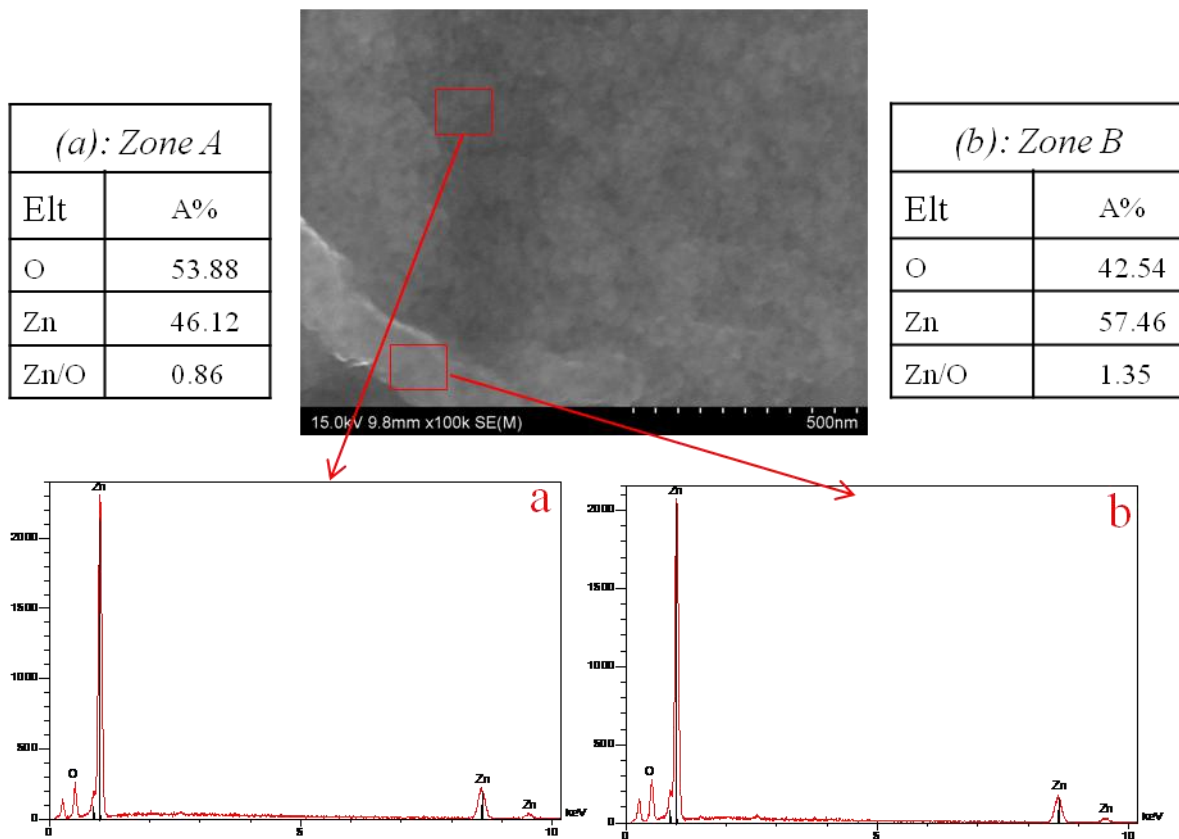 (a): Zone A
Elt A%
O 53.88
Zn 46.12
Zn/O 0.86
15.0kV 9.8mm x100k SE(M) 500nm
(b): Zone B
Elt A%
O 42.54
Zn 57.46
Zn/O 1.35
a
Zn
2000
1500
1000
500
O
Zn
Zn
0
0 5 10
keV
b
Zn
2000
1500
1000
500
O
Zn
Zn
0
0 5 10
keV